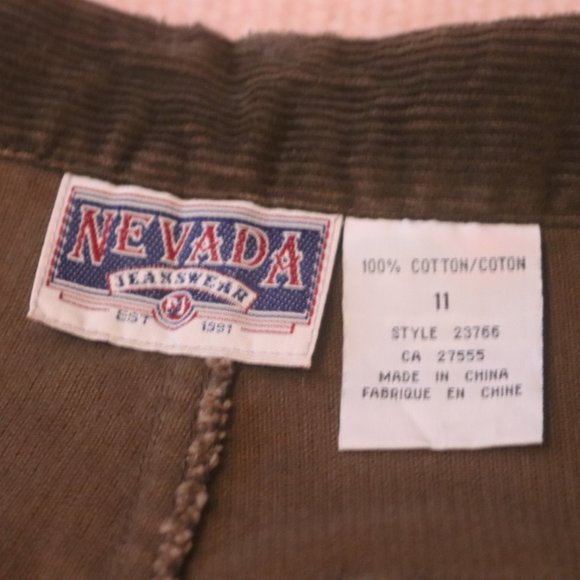 NEVADA
JEANSWEAR
EST 1991
100% COTTON/COTON
11
STYLE 23766
CA 27555
MADE IN CHINA
FABRIQUE EN CHINE